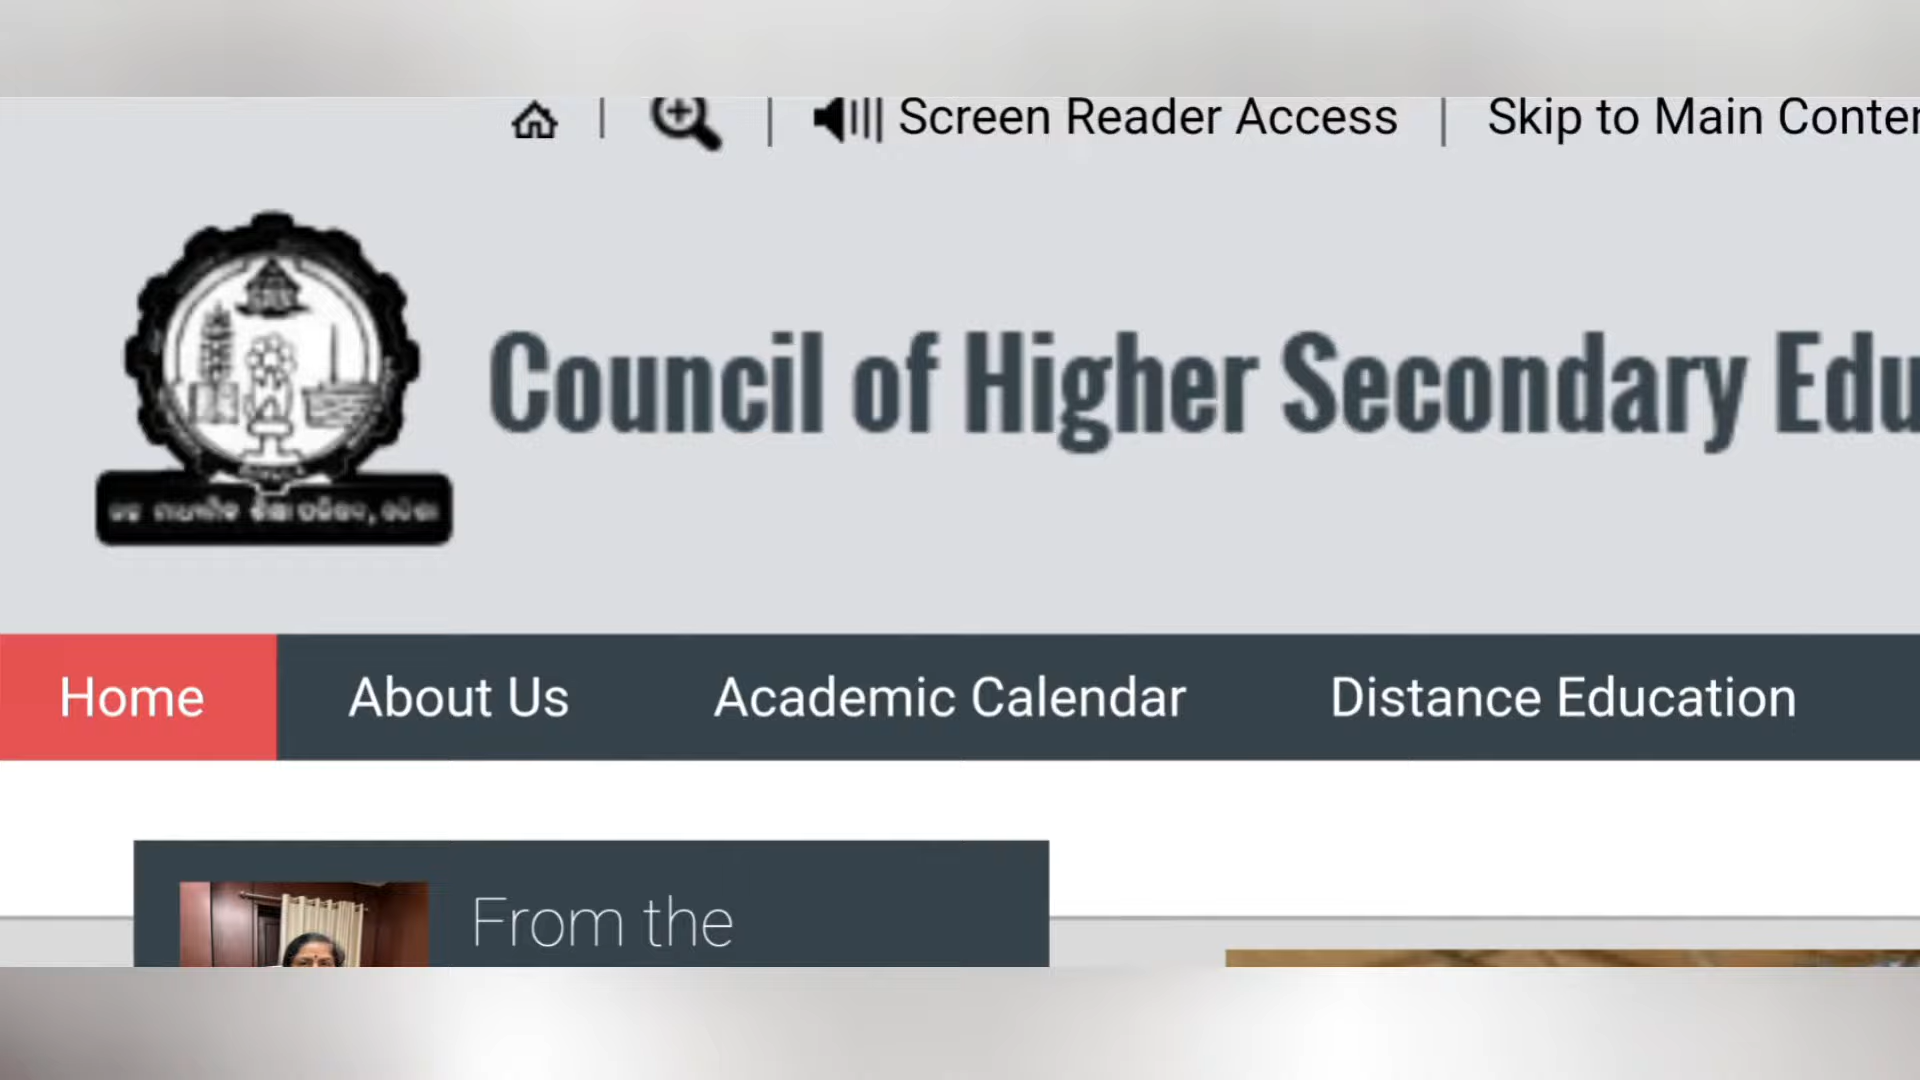 Screen Reader Access | Skip to Main Conten
Council of Higher Secondary Edu
Home About Us Academic Calendar Distance Education
From the